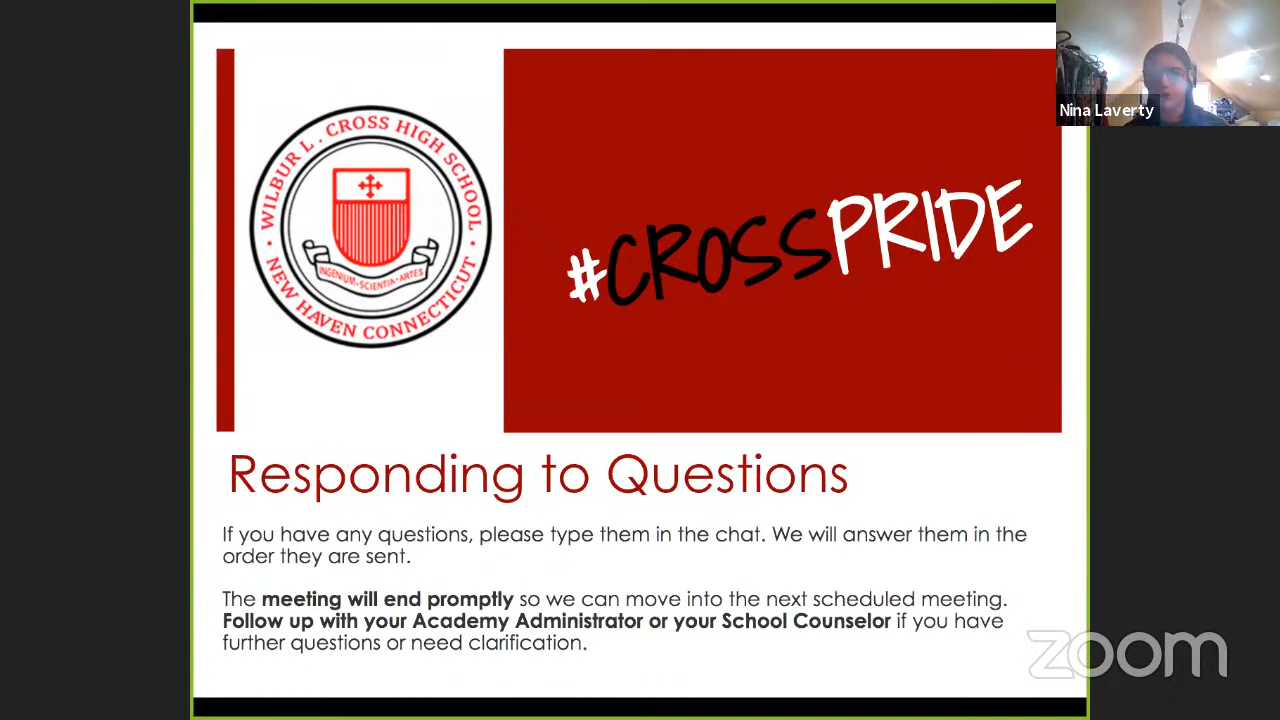 Nina Laverty
WILBUR L. CROSS HIGH SCHOOL
• NEW HAVEN CONNECTICUT •
INGENIUM • SCIENTIA • ARTES
#CROSSPRIDE
Responding to Questions
If you have any questions, please type them in the chat. We will answer them in the
order they are sent.
The meeting will end promptly so we can move into the next scheduled meeting.
Follow up with your Academy Administrator or your School Counselor if you have
further questions or need clarification.
zoom